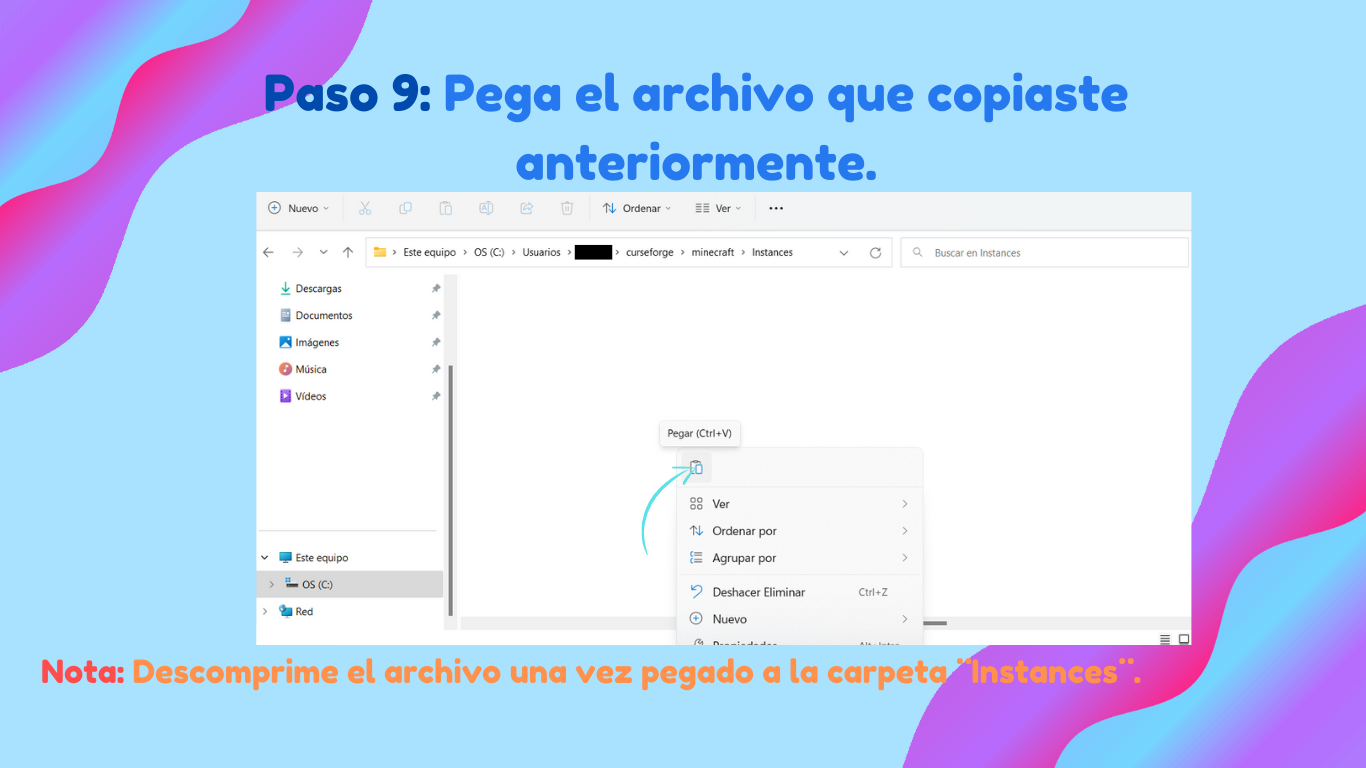 Paso 9: Pega el archivo que copiaste
anteriormente.
Nuevo
Ordenar
Ver
Este equipo > OS (C:) > Usuarios > > curseforge > minecraft > Instances
Buscar en Instances
Descargas
Documentos
Imágenes
Música
Vídeos
Pegar (Ctrl+V)
Ver
Ordenar por
Agrupar por
Deshacer Eliminar Ctrl+Z
Nuevo
Propiedades
Este equipo
OS (C:)
Red
Nota: Descomprime el archivo una vez pegado a la carpeta ¨Instances¨.